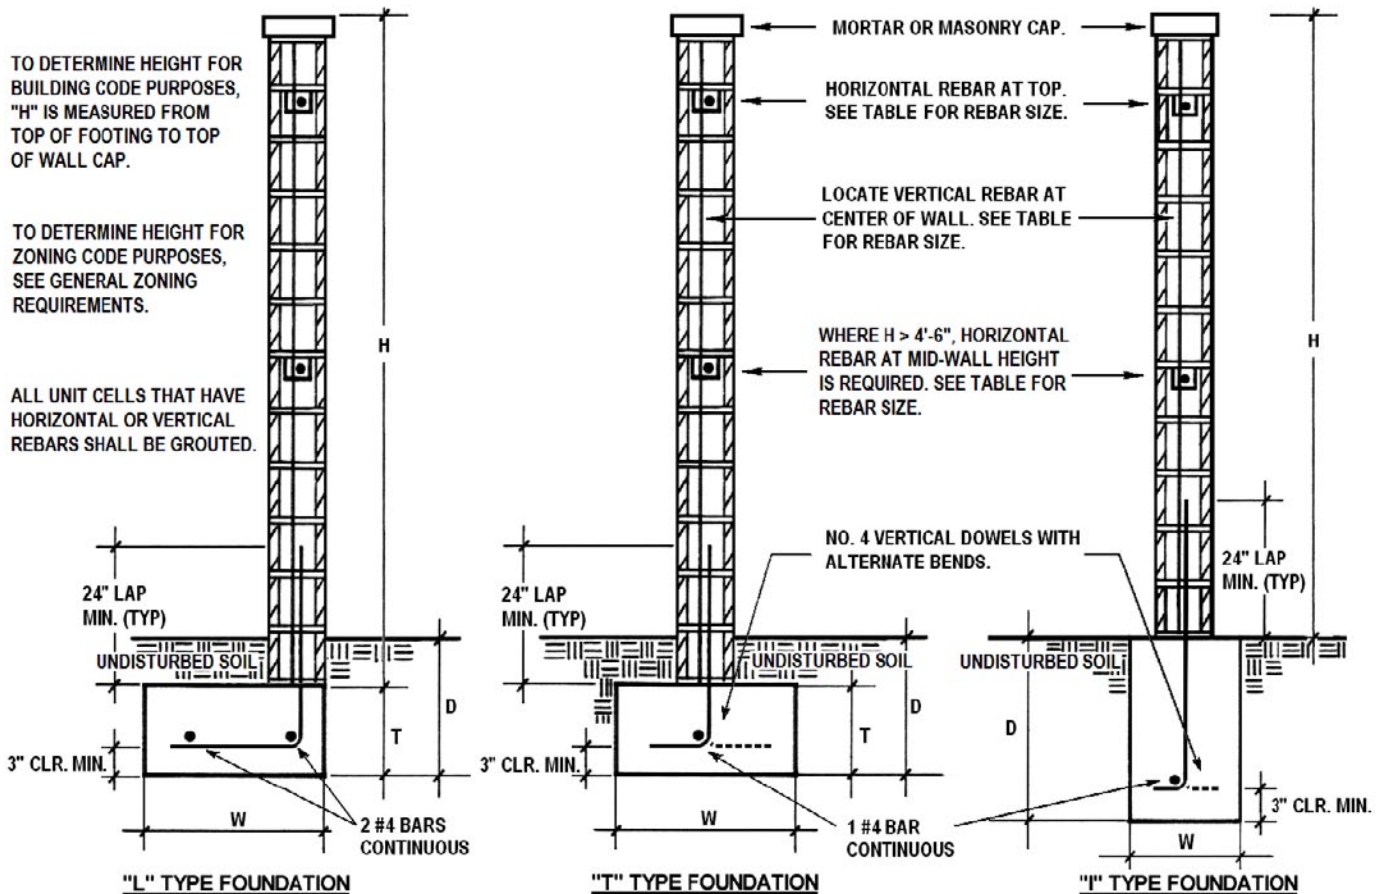 TO DETERMINE HEIGHT FOR
BUILDING CODE PURPOSES,
"H" IS MEASURED FROM
TOP OF FOOTING TO TOP
OF WALL CAP.
TO DETERMINE HEIGHT FOR
ZONING CODE PURPOSES,
SEE GENERAL ZONING
REQUIREMENTS.
ALL UNIT CELLS THAT HAVE
HORIZONTAL OR VERTICAL
REBARS SHALL BE GROUTED.
H
24" LAP
MIN. (TYP)
UNDISTURBED SOIL
D
T
3" CLR. MIN.
W
2 #4 BARS
CONTINUOUS
"L" TYPE FOUNDATION
MORTAR OR MASONRY CAP.
HORIZONTAL REBAR AT TOP.
SEE TABLE FOR REBAR SIZE.
LOCATE VERTICAL REBAR AT
CENTER OF WALL. SEE TABLE
FOR REBAR SIZE.
WHERE H > 4'-6", HORIZONTAL
REBAR AT MID-WALL HEIGHT
IS REQUIRED. SEE TABLE FOR
REBAR SIZE.
NO. 4 VERTICAL DOWELS WITH
ALTERNATE BENDS.
24" LAP
MIN. (TYP)
UNDISTURBED SOIL
D
T
3" CLR. MIN.
W
1 #4 BAR
CONTINUOUS
"T" TYPE FOUNDATION
H
24" LAP
MIN. (TYP)
UNDISTURBED SOIL
D
3" CLR. MIN.
W
"I" TYPE FOUNDATION